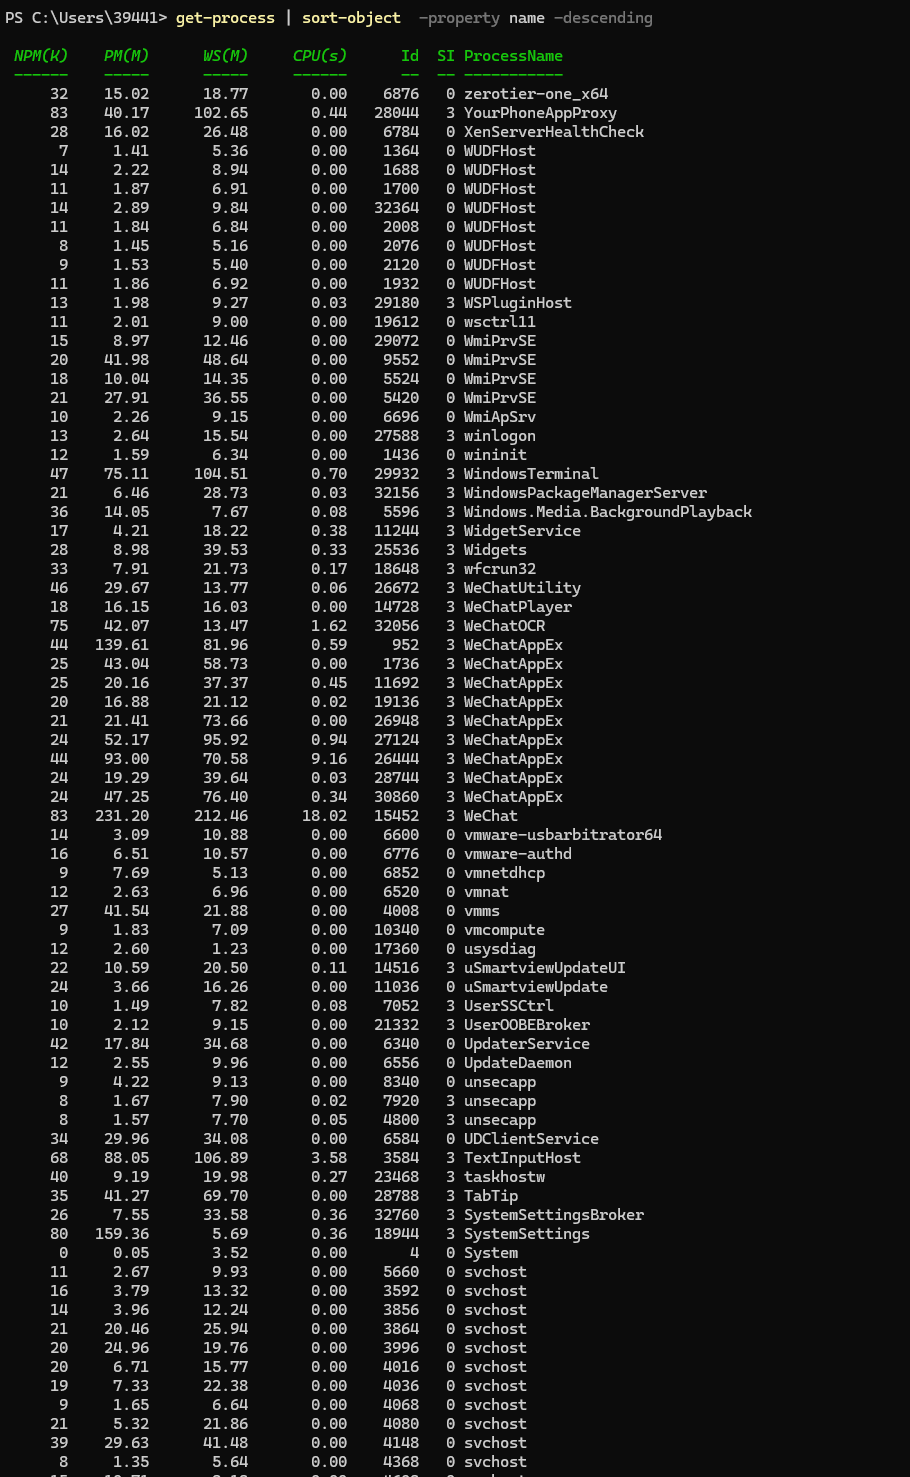 PS C:\Users\39441> get-process | sort-object  -property name -descending
NPM(K)    PM(M)      WS(M)     CPU(s)      Id  SI ProcessName
------    -----      -----     ------      --  -- -----------
32    15.02      18.77       0.00    6876   0 zerotier-one_x64
83    40.17     102.65       0.44   28044   3 YourPhoneAppProxy
28    16.02      26.48       0.00    6784   0 XenServerHealthCheck
7     1.41       5.36       0.00    1364   0 WUDFHost
14     2.22       8.94       0.00    1688   0 WUDFHost
11     1.87       6.91       0.00    1700   0 WUDFHost
14     2.89       9.84       0.00   32364   0 WUDFHost
11     1.84       6.84       0.00    2008   0 WUDFHost
8     1.45       5.16       0.00    2076   0 WUDFHost
9     1.53       5.40       0.00    2120   0 WUDFHost
11     1.86       6.92       0.00    1932   0 WUDFHost
13     1.98       9.27       0.03   29180   3 WSPluginHost
11     2.01       9.00       0.00   19612   0 wsctrl11
15     8.97      12.46       0.00   29072   0 WmiPrvSE
20    41.98      48.64       0.00    9552   0 WmiPrvSE
18    10.04      14.35       0.00    5524   0 WmiPrvSE
21    27.91      36.55       0.00    5420   0 WmiPrvSE
10     2.26       9.15       0.00    6696   0 WmiApSrv
13     2.64      15.54       0.00   27588   3 winlogon
12     1.59       6.34       0.00    1436   0 wininit
47    75.11     104.51       0.70   29932   3 WindowsTerminal
21     6.46      28.73       0.03   32156   3 WindowsPackageManagerServer
36    14.05       7.67       0.08    5596   3 Windows.Media.BackgroundPlayback
17     4.21      18.22       0.38   11244   3 WidgetService
28     8.98      39.53       0.33   25536   3 Widgets
33     7.91      21.73       0.17   18648   3 wfcrun32
46    29.67      13.77       0.06   26672   3 WeChatUtility
18    16.15      16.03       0.00   14728   3 WeChatPlayer
75    42.07      13.47       1.62   32056   3 WeChatOCR
44   139.61      81.96       0.59     952   3 WeChatAppEx
25    43.04      58.73       0.00    1736   3 WeChatAppEx
25    20.16      37.37       0.45   11692   3 WeChatAppEx
20    16.88      21.12       0.02   19136   3 WeChatAppEx
21    21.41      73.66       0.00   26948   3 WeChatAppEx
24    52.17      95.92       0.94   27124   3 WeChatAppEx
44    93.00      70.58       9.16   26444   3 WeChatAppEx
24    19.29      39.64       0.03   28744   3 WeChatAppEx
24    47.25      76.40       0.34   30860   3 WeChatAppEx
83   231.20     212.46      18.02   15452   3 WeChat
14     3.09      10.88       0.00    6600   0 vmware-usbarbitrator64
16     6.51      10.57       0.00    6776   0 vmware-authd
9     7.69       5.13       0.00    6852   0 vmnetdhcp
12     2.63       6.96       0.00    6520   0 vmnat
27    41.54      21.88       0.00    4008   0 vmms
9     1.83       7.09       0.00   10340   0 vmcompute
12     2.60       1.23       0.00   17360   0 usysdiag
22    10.59      20.50       0.11   14516   3 uSmartviewUpdateUI
24     3.66      16.26       0.00   11036   0 uSmartviewUpdate
10     1.49       7.82       0.08    7052   3 UserSSCtrl
10     2.12       9.15       0.00   21332   3 UserOOBEBroker
42    17.84      34.68       0.00    6340   0 UpdaterService
12     2.55       9.96       0.00    6556   0 UpdateDaemon
9     4.22       9.13       0.00    8340   0 unsecapp
8     1.67       7.90       0.02    7920   3 unsecapp
8     1.57       7.70       0.05    4800   3 unsecapp
34    29.96      34.08       0.00    6584   0 UDClientService
68    88.05     106.89       3.58    3584   3 TextInputHost
40     9.19      19.98       0.27   23468   3 taskhostw
35    41.27      69.70       0.00   28788   3 TabTip
26     7.55      33.58       0.36   32760   3 SystemSettingsBroker
80   159.36       5.69       0.36   18944   3 SystemSettings
0     0.05       3.52       0.00       4   0 System
11     2.67       9.93       0.00    5660   0 svchost
16     3.79      13.32       0.00    3592   0 svchost
14     3.96      12.24       0.00    3856   0 svchost
21    20.46      25.94       0.00    3864   0 svchost
20    24.96      19.76       0.00    3996   0 svchost
20     6.71      15.77       0.00    4016   0 svchost
19     7.33      22.38       0.00    4036   0 svchost
9     1.65       6.64       0.00    4068   0 svchost
21     5.32      21.86       0.00    4080   0 svchost
39    29.63      41.48       0.00    4148   0 svchost
8     1.35       5.64       0.00    4368   0 svchost